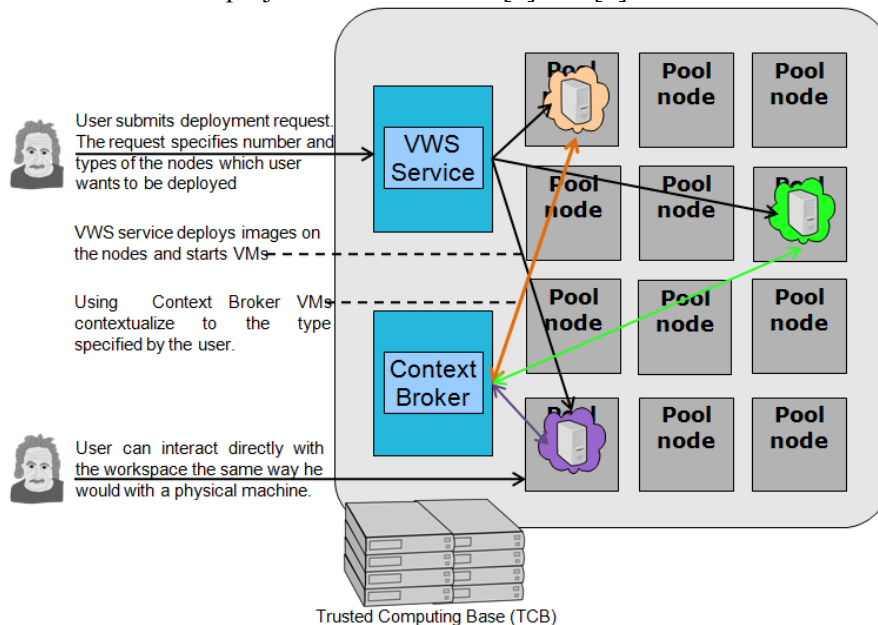 User submits deployment request.
The request specifies number and
types of the nodes which user
wants to be deployed
VWS service deploys images on
the nodes and starts VMs
Using Context Broker VMs
contextualize to the type
specified by the user.
User can interact directly with
the workspace the same way he
would with a physical machine.
VWS
Service
Context
Broker
Pool
Pool
node
Pool
node
Pool
node
Pool
node
Pool
Pool
node
Pool
node
Pool
node
Pool
node
Pool
node
Trusted Computing Base (TCB)